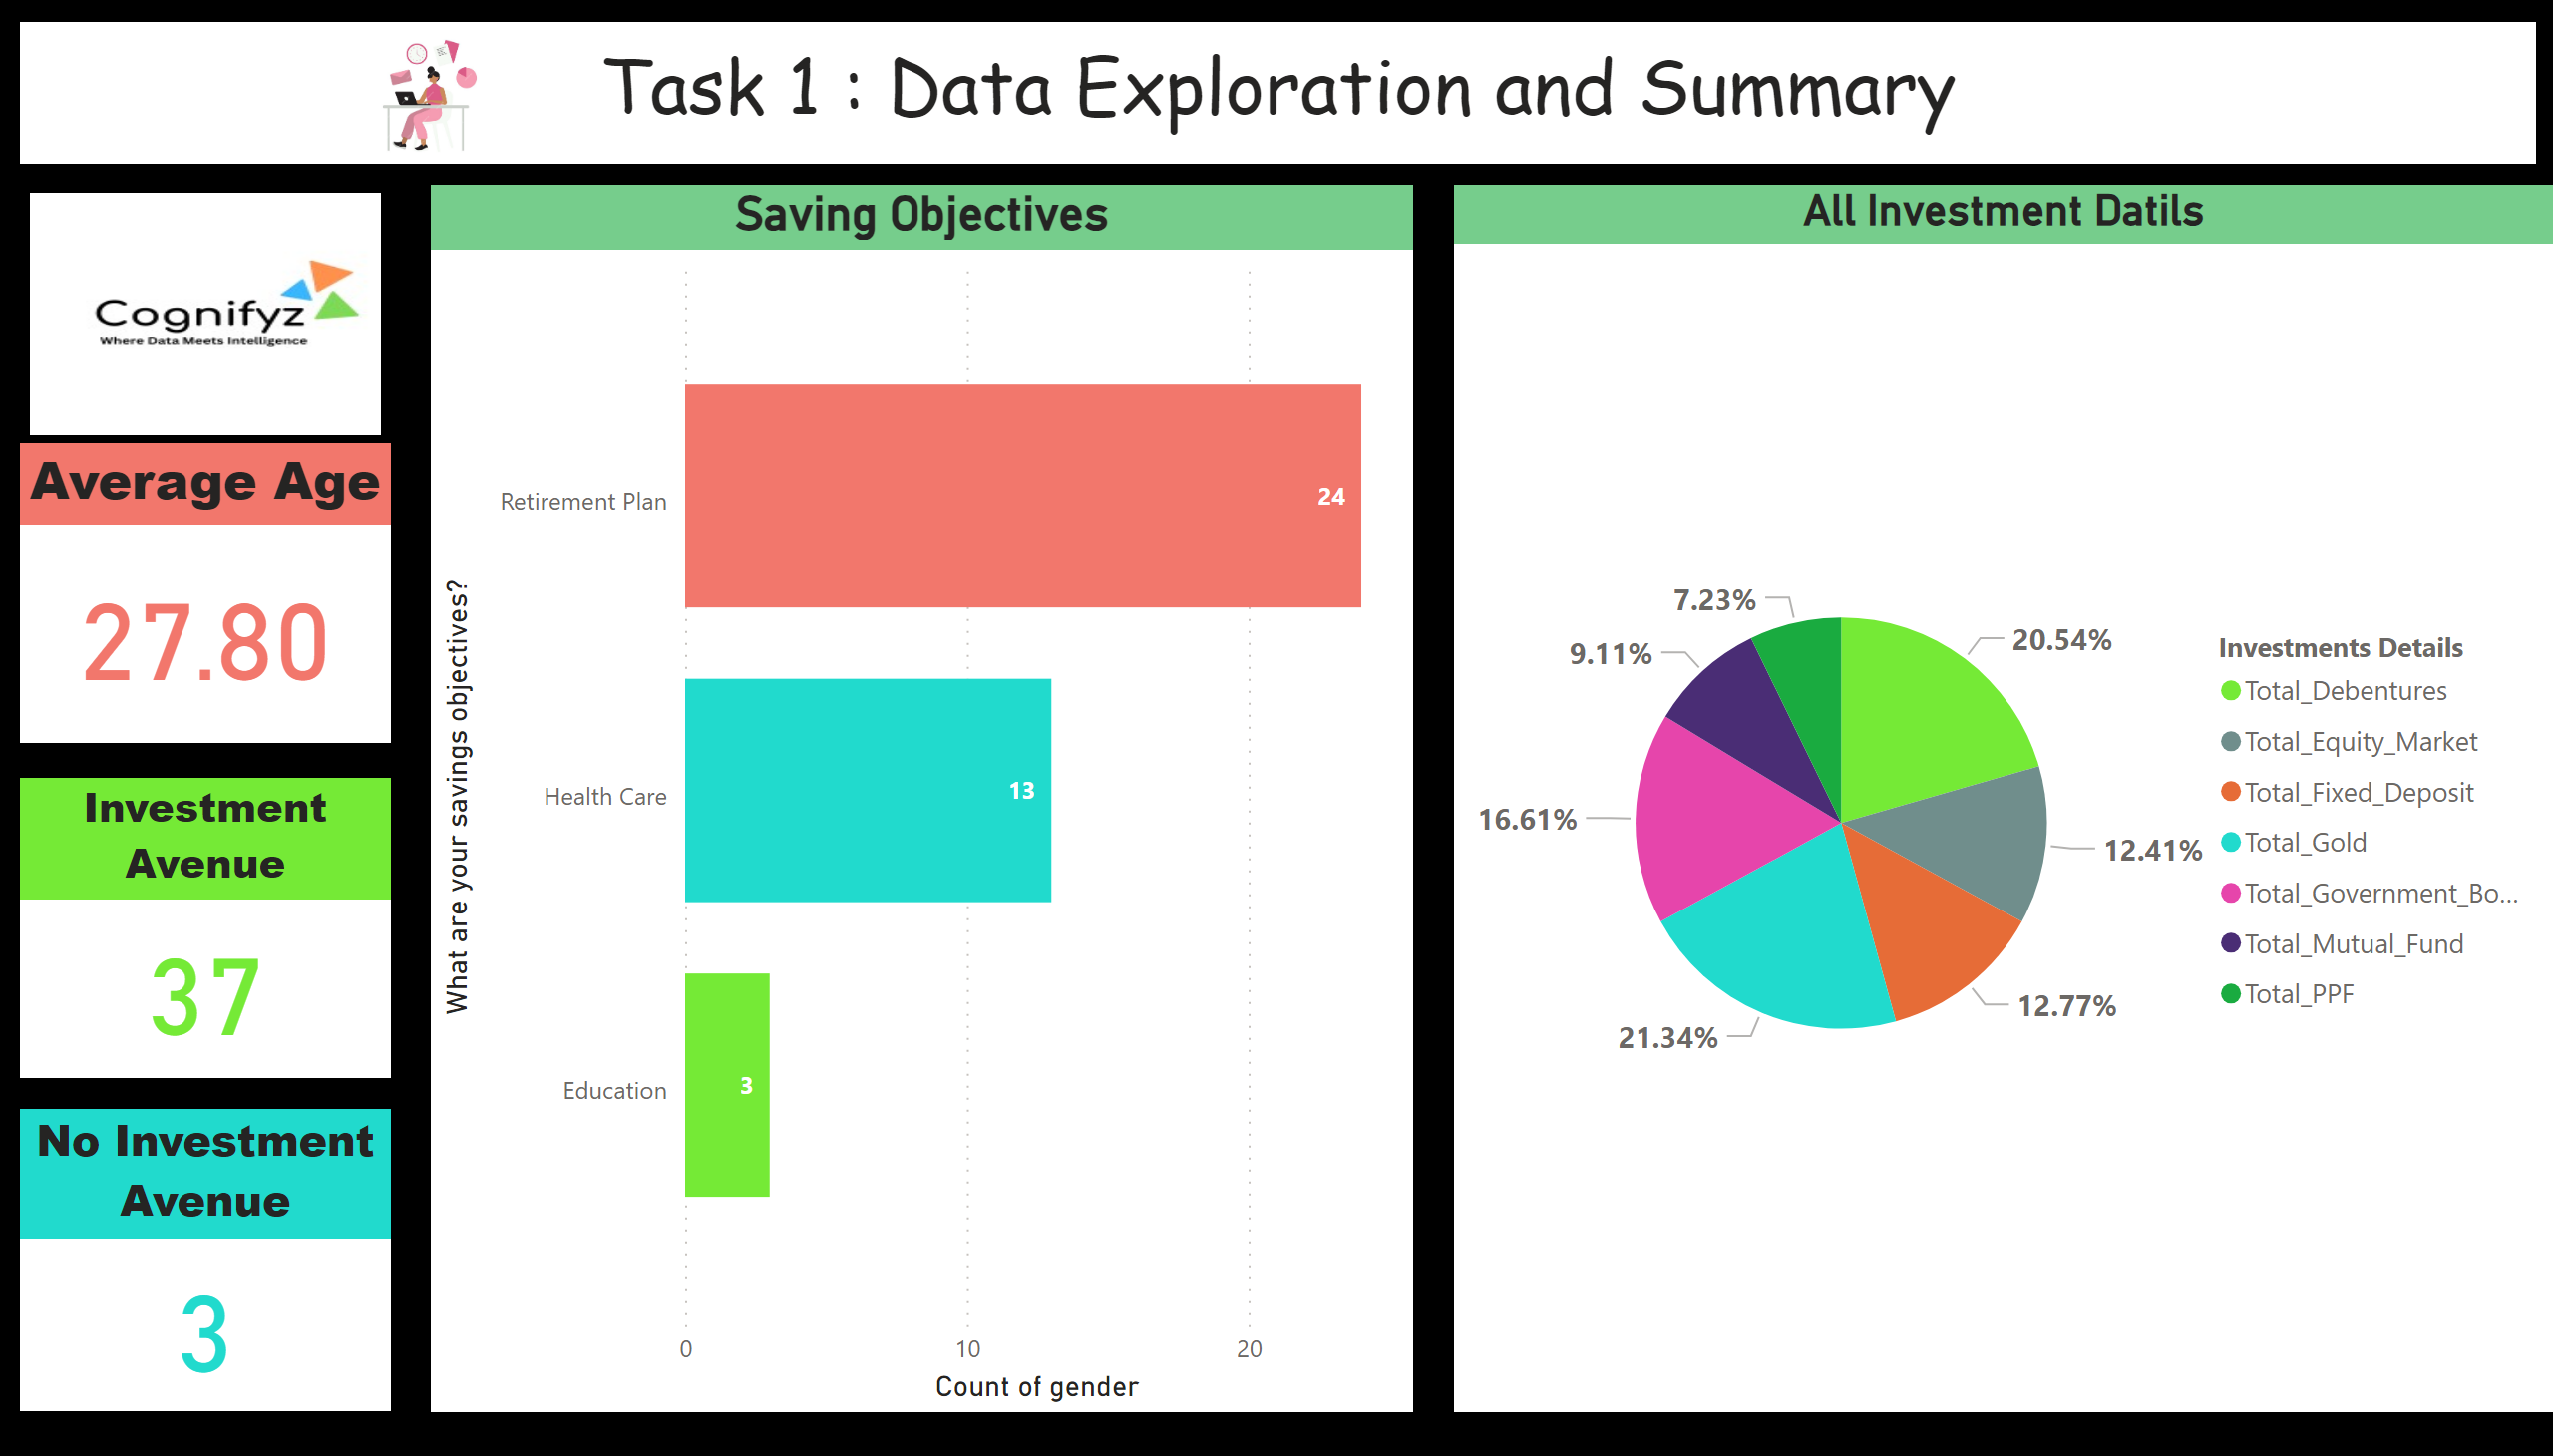 Task 1 : Data Exploration and Summary
Cognifyz
Where Data Meets Intelligence
Average Age
27.80
Investment
Avenue
37
No Investment
Avenue
3
Saving Objectives
What are your savings objectives?
Retirement Plan
24
Health Care
13
Education
3
0
10
20
Count of gender
All Investment Datils
7.23%
20.54%
9.11%
12.41%
16.61%
12.77%
21.34%
Investments Details
Total_Debentures
Total_Equity_Market
Total_Fixed_Deposit
Total_Gold
Total_Government_Bo...
Total_Mutual_Fund
Total_PPF